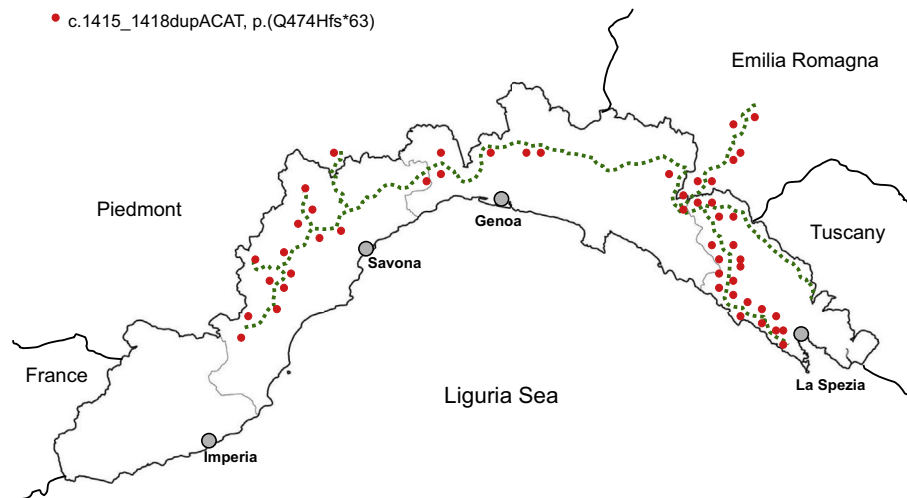 c.1415_1418dupACAT, p.(Q474Hfs*63)
Emilia Romagna
Piedmont
Genoa
Tuscany
Savona
France
La Spezia
Liguria Sea
Imperia